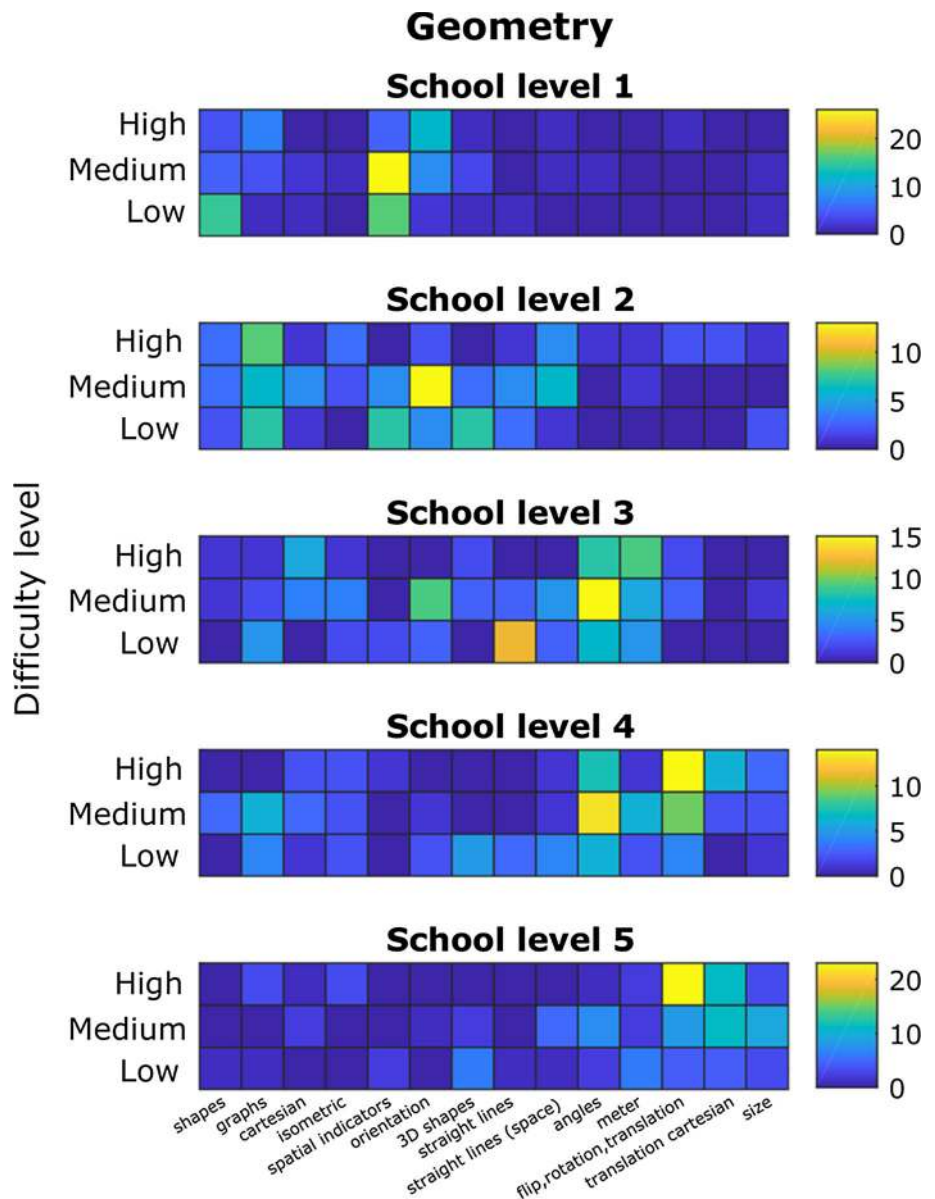 Geometry
School level 1
High
Medium
Low
20
10
0
School level 2
High
Medium
Low
10
5
0
School level 3
High
Medium
Low
15
10
5
0
Difficulty level
School level 4
High
Medium
Low
10
5
0
School level 5
High
Medium
Low
20
10
0
shapes
graphs
cartesian
isometric
spatial indicators
orientation
3D shapes
straight lines
straight lines (space)
angles
meter
flip,rotation,translation
translation cartesian
size